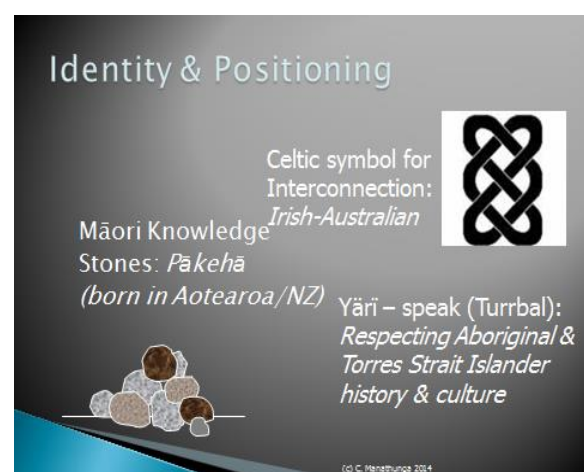 Identity & Positioning
Celtic symbol for
Interconnection:
Irish-Australian
Māori Knowledge
Stones: Pākehā
(born in Aotearoa/NZ)
Yärï – speak (Turrbal):
Respecting Aboriginal &
Torres Strait Islander
history & culture
(c) C. Manathunga 2014